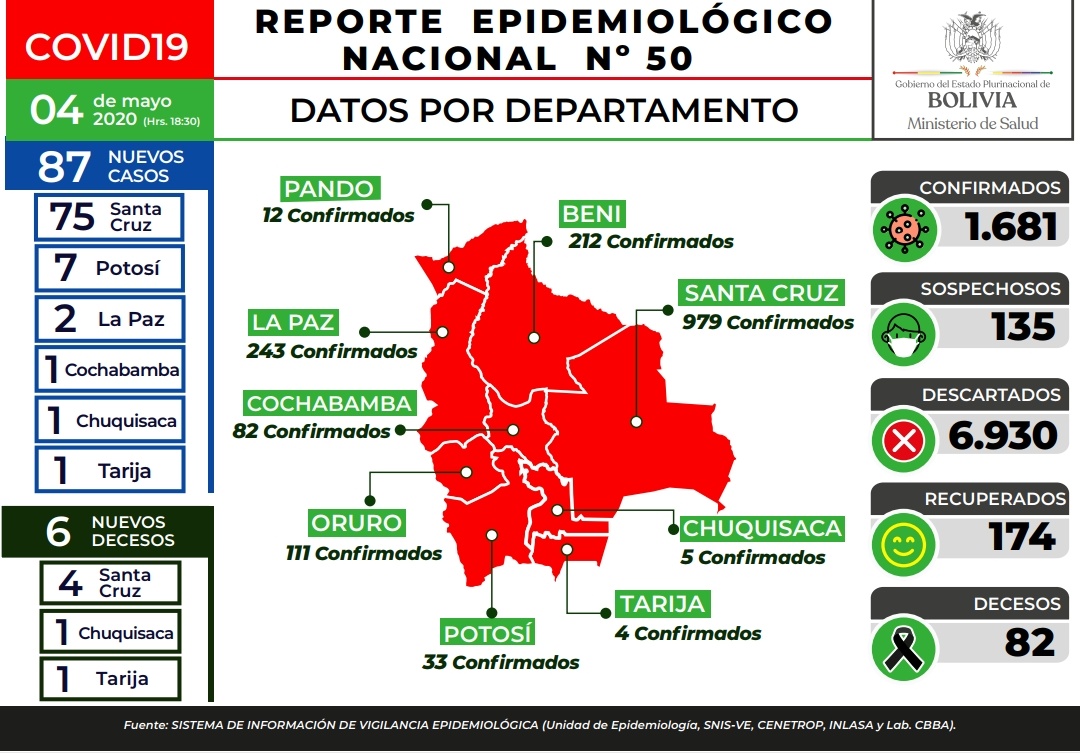 COVID19
REPORTE EPIDEMIOLÓGICO
NACIONAL Nº 50
04 de mayo
2020 (Hrs. 18:30)
DATOS POR DEPARTAMENTO
Gobierno del Estado Plurinacional de
BOLIVIA
Ministerio de Salud
87 NUEVOS
CASOS
75 Santa
Cruz
7 Potosí
2 La Paz
1 Cochabamba
1 Chuquisaca
1 Tarija
6 NUEVOS
DECESOS
4 Santa
Cruz
1 Chuquisaca
1 Tarija
PANDO
12 Confirmados
BENI
212 Confirmados
SANTA CRUZ
979 Confirmados
LA PAZ
243 Confirmados
COCHABAMBA
82 Confirmados
ORURO
111 Confirmados
CHUQUISACA
5 Confirmados
TARIJA
4 Confirmados
POTOSÍ
33 Confirmados
CONFIRMADOS
1.681
SOSPECHOSOS
135
DESCARTADOS
6.930
RECUPERADOS
174
DECESOS
82
Fuente: SISTEMA DE INFORMACIÓN DE VIGILANCIA EPIDEMIOLÓGICA (Unidad de Epidemiología, SNIS-VE, CENETROP, INLASA y Lab. CBBA).